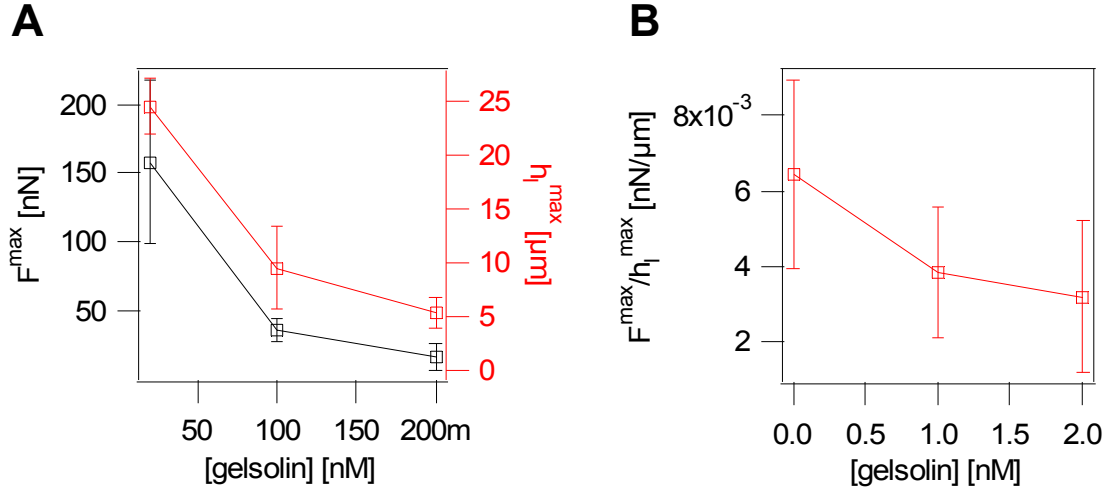 A
F^max [nN]
200
150
100
50
25
20
15
10
5
0
h_l^max [µm]
50
100
150
200m
[gelsolin] [nM]
B
F^max/h_l^max [nN/µm]
8x10^-3
6
4
2
0.0
0.5
1.0
1.5
2.0
[gelsolin] [nM]